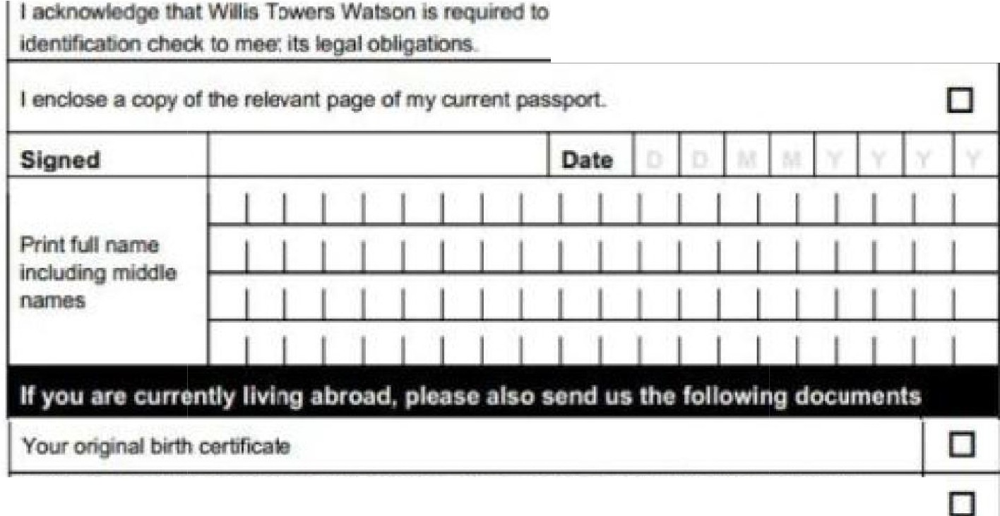 I acknowledge that Willis Towers Watson is required to
identification check to meet its legal obligations.
I enclose a copy of the relevant page of my current passport.
Signed Date D D M M Y Y Y Y
Print full name
including middle
names
If you are currently living abroad, please also send us the following documents
Your original birth certificate